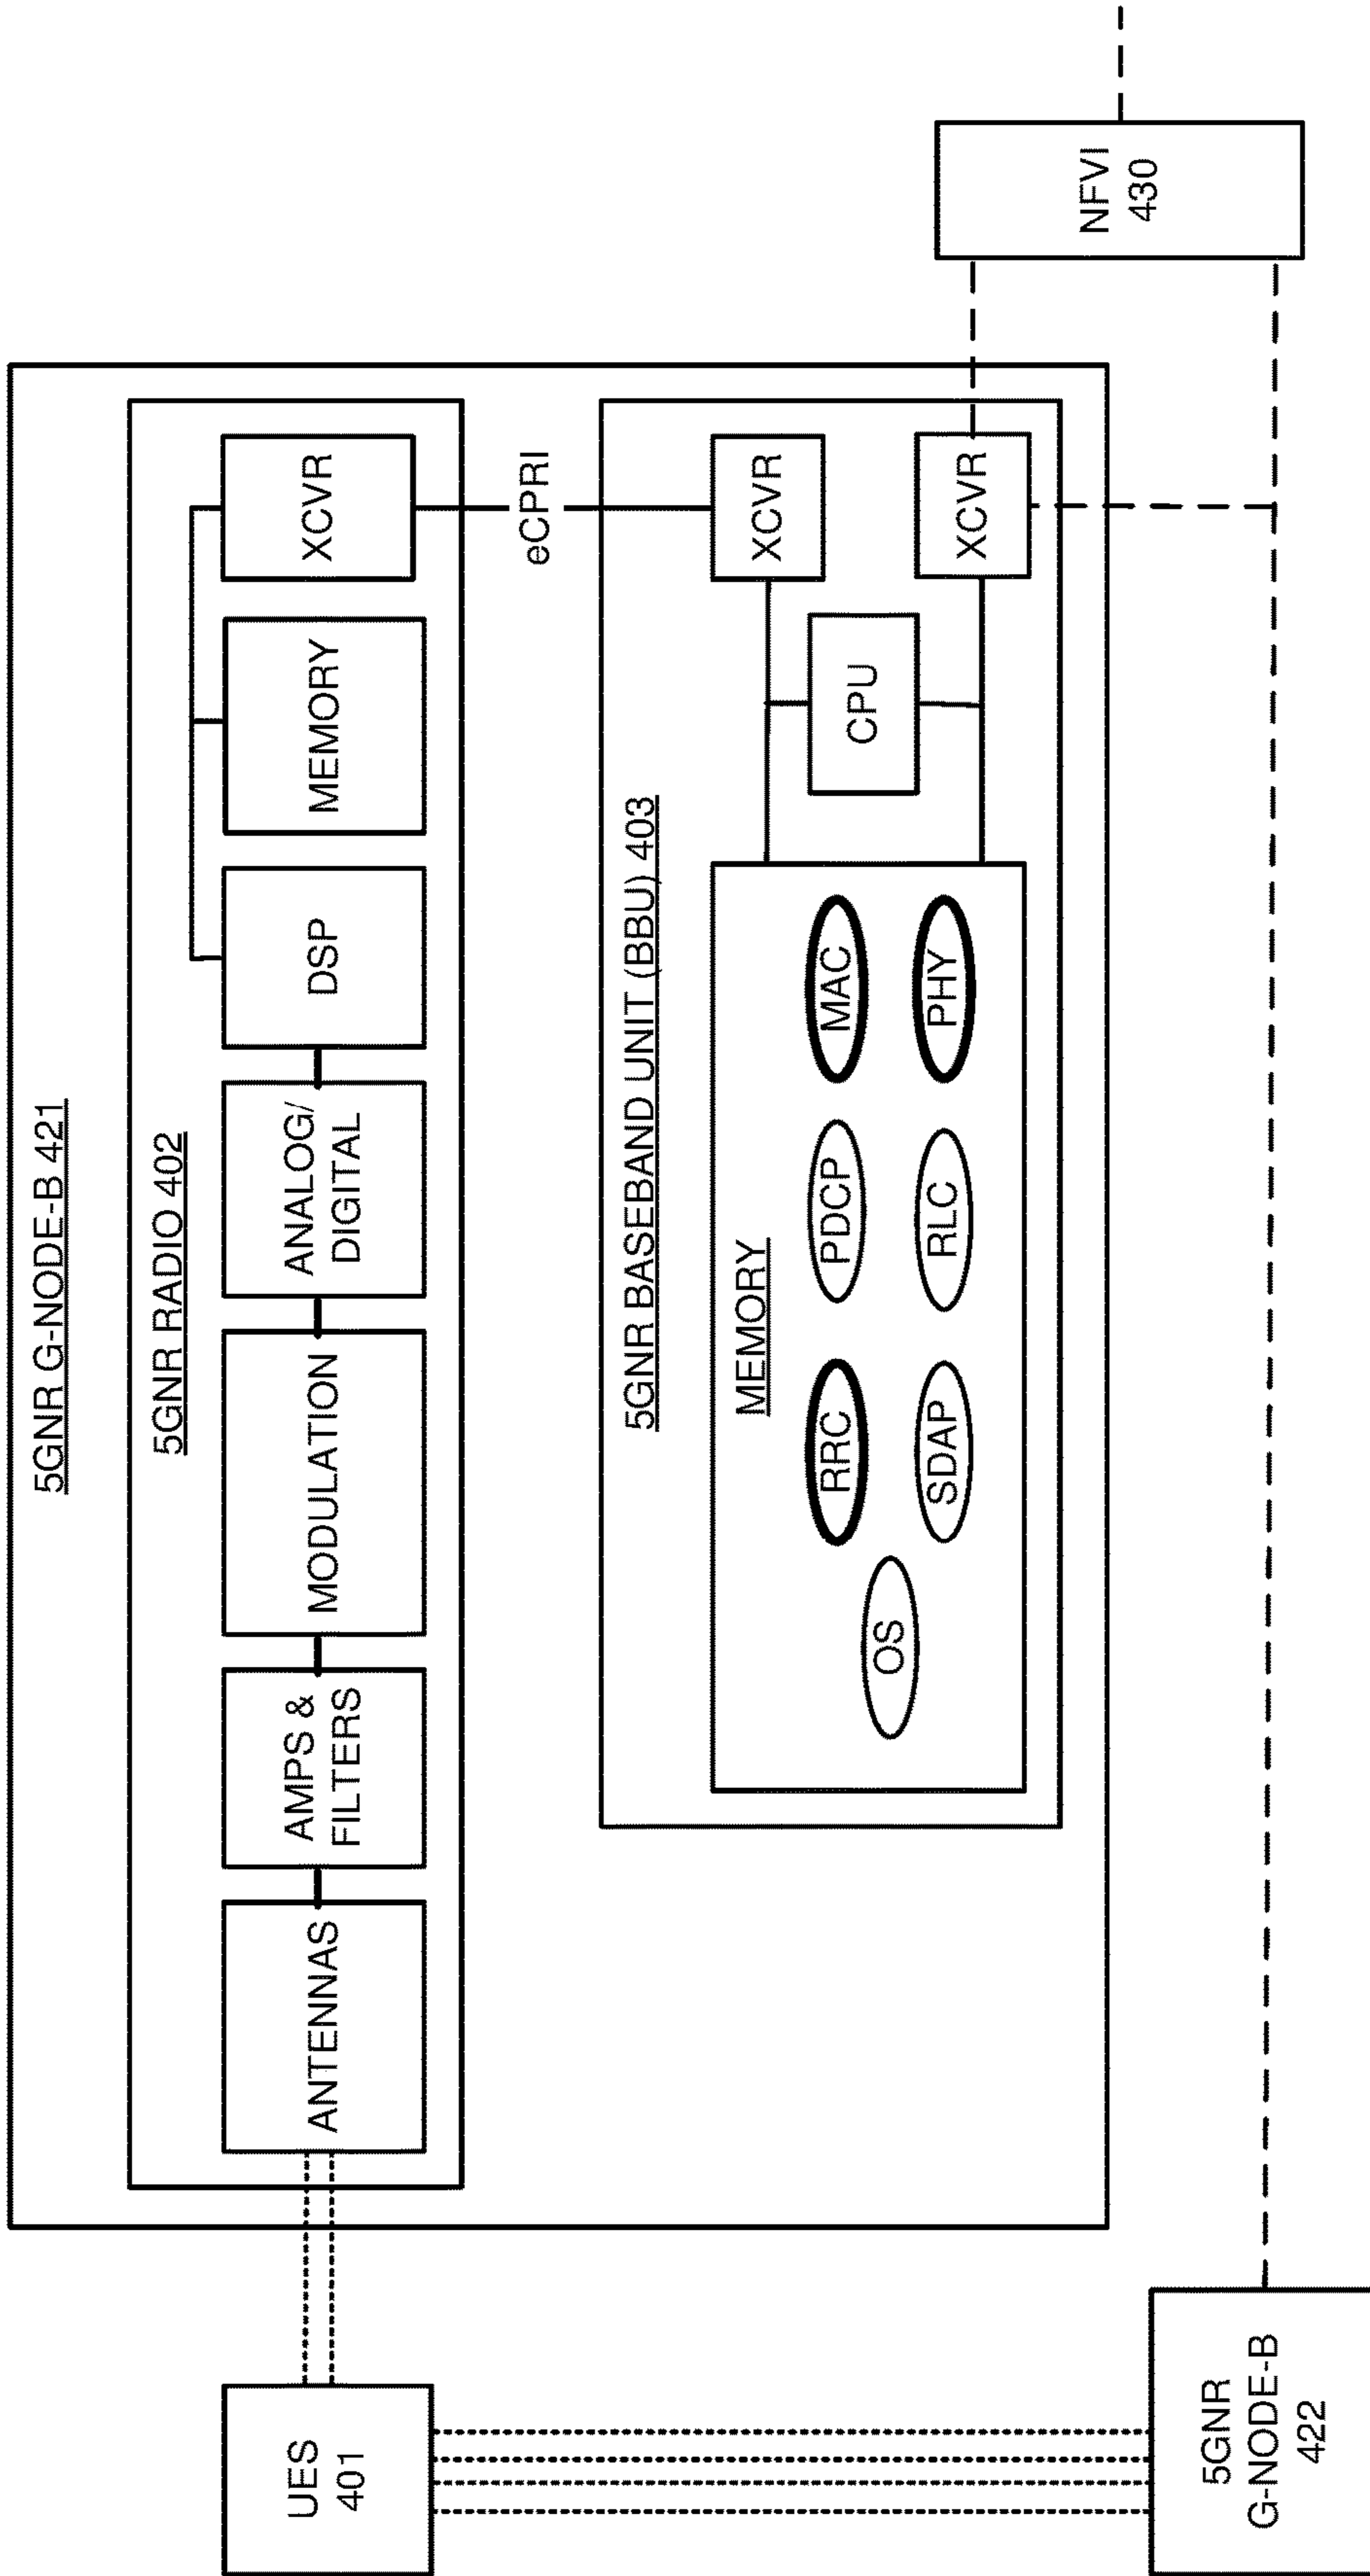 5GNR G-NODE-B 421
5GNR RADIO 402
UES
401
ANTENNAS
AMPS &
FILTERS
MODULATION
ANALOG/
DIGITAL
DSP
MEMORY
XCVR
eCPRI
5GNR BASEBAND UNIT (BBU) 403
MEMORY
OS
RRC
PDCP
MAC
SDAP
RLC
PHY
CPU
XCVR
XCVR
NFVI
430
5GNR
G-NODE-B
422